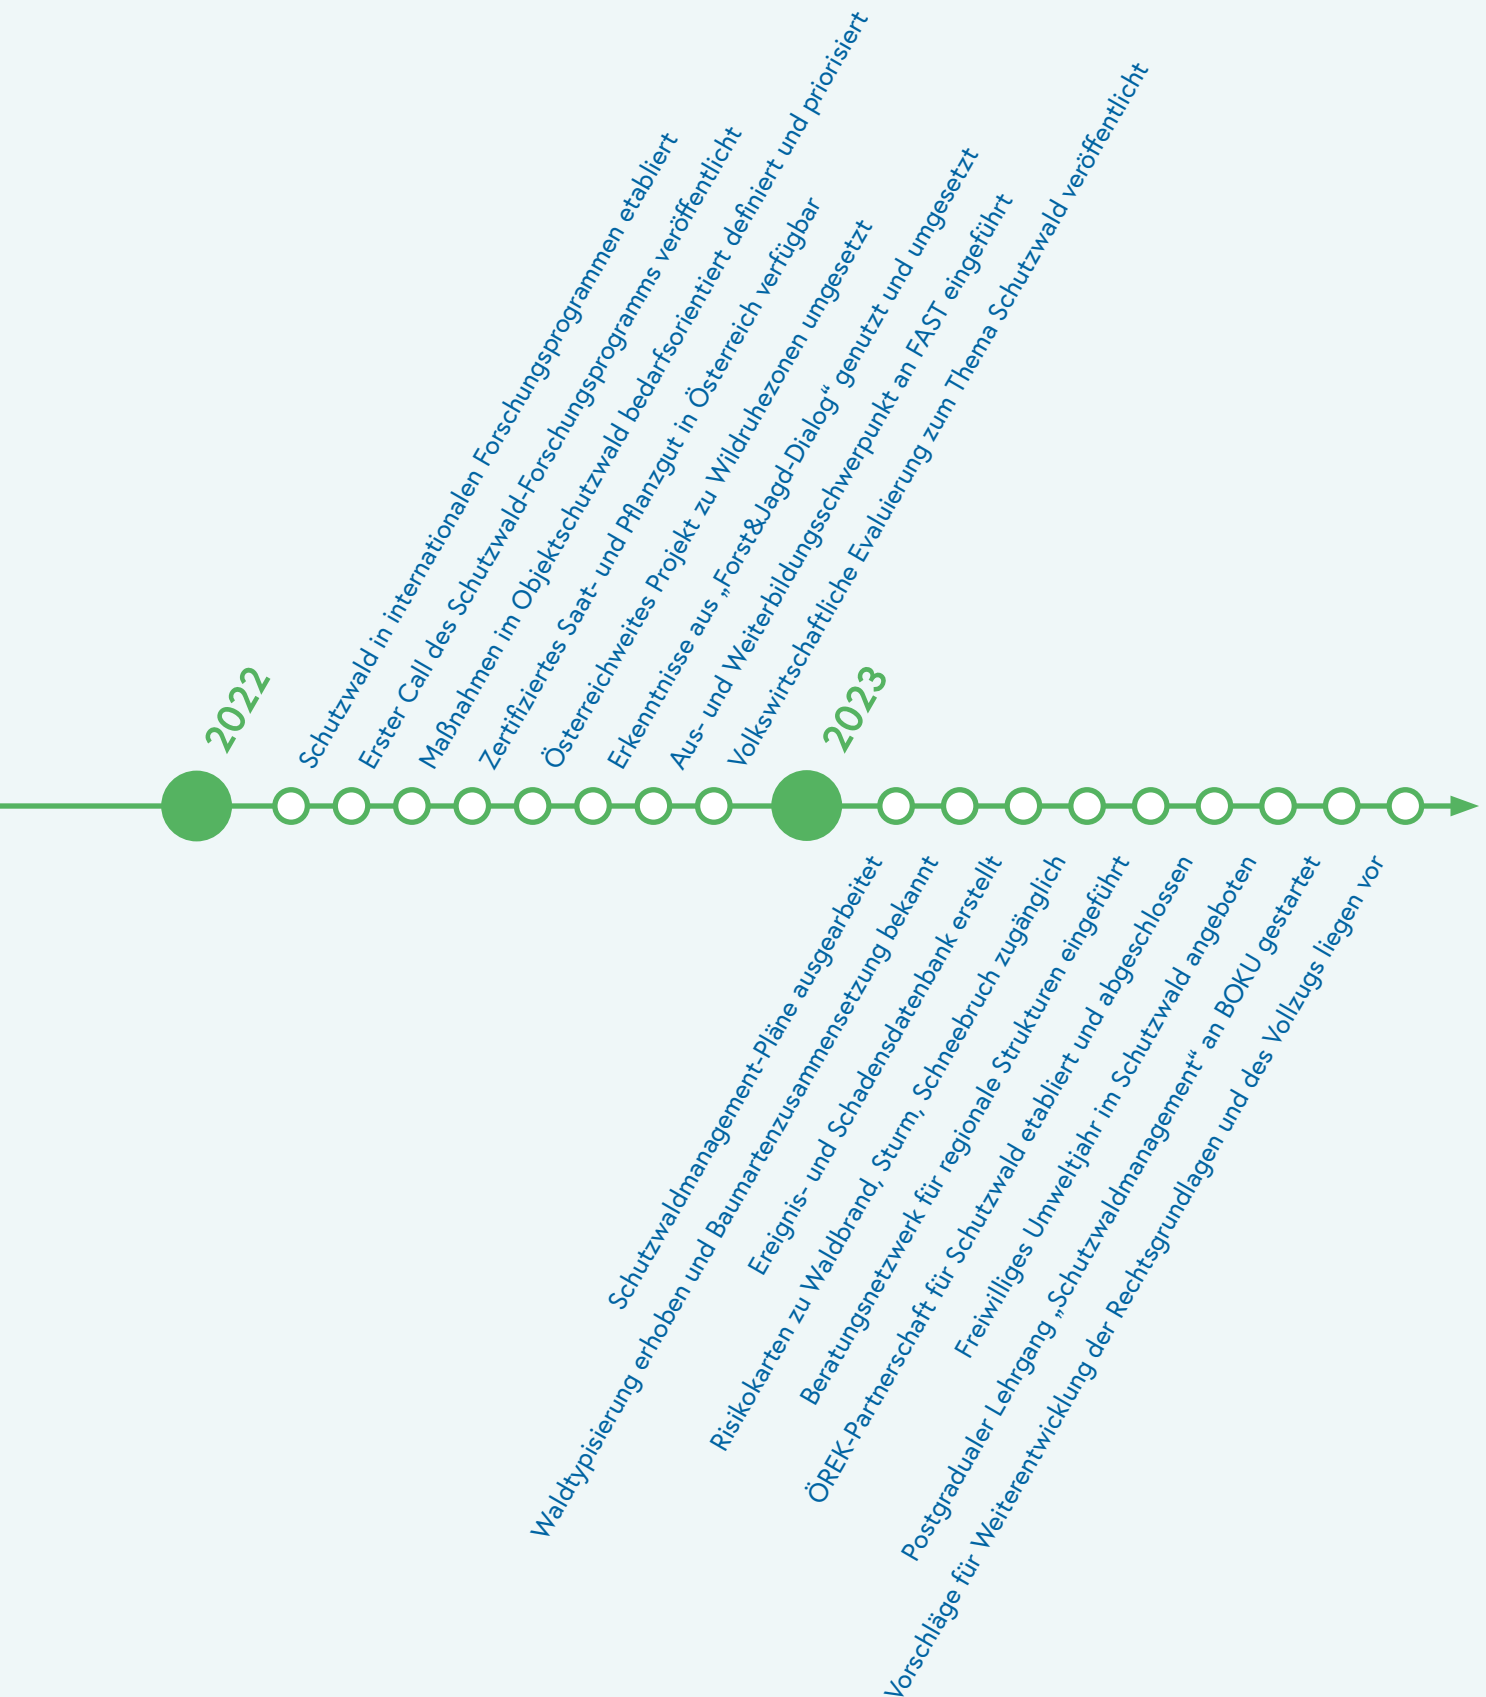 2022
Schutzwald in internationalen Forschungsprogrammen etabliert
Erster Call des Schutzwald-Forschungsprogramms veröffentlicht
Maßnahmen im Objektschutzwald bedarfsorientiert definiert und priorisiert
Zertifiziertes Saat- und Pflanzgut in Österreich verfügbar
Österreichweites Projekt zu Wildruhezonen umgesetzt
Erkenntnisse aus „Forst&Jagd-Dialog“ genutzt und umgesetzt
Aus- und Weiterbildungsschwerpunkt an FAST eingeführt
Volkswirtschaftliche Evaluierung zum Thema Schutzwald veröffentlicht
2023
Schutzwaldmanagement-Pläne ausgearbeitet
Waldtypisierung erhoben und Baumartenzusammensetzung bekannt
Ereignis- und Schadensdatenbank erstellt
Risikokarten zu Waldbrand, Sturm, Schneebruch zugänglich
Beratungsnetzwerk für regionale Strukturen eingeführt
ÖREK-Partnerschaft für Schutzwald etabliert und abgeschlossen
Freiwilliges Umweltjahr im Schutzwald angeboten
Postgradualer Lehrgang „Schutzwaldmanagement“ an BOKU gestartet
Vorschläge für Weiterentwicklung der Rechtsgrundlagen und des Vollzugs liegen vor